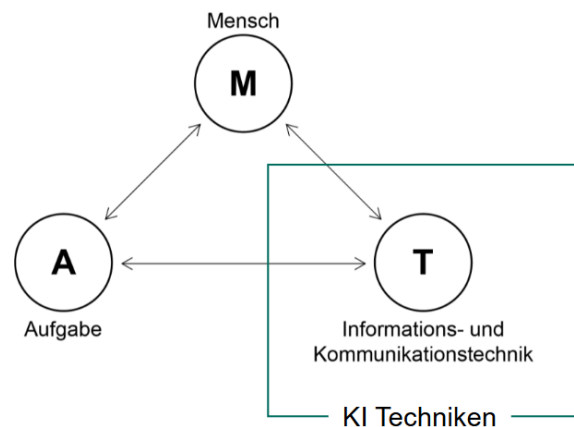 Mensch
M
A
T
Aufgabe
Informations- und
Kommunikationstechnik
KI Techniken